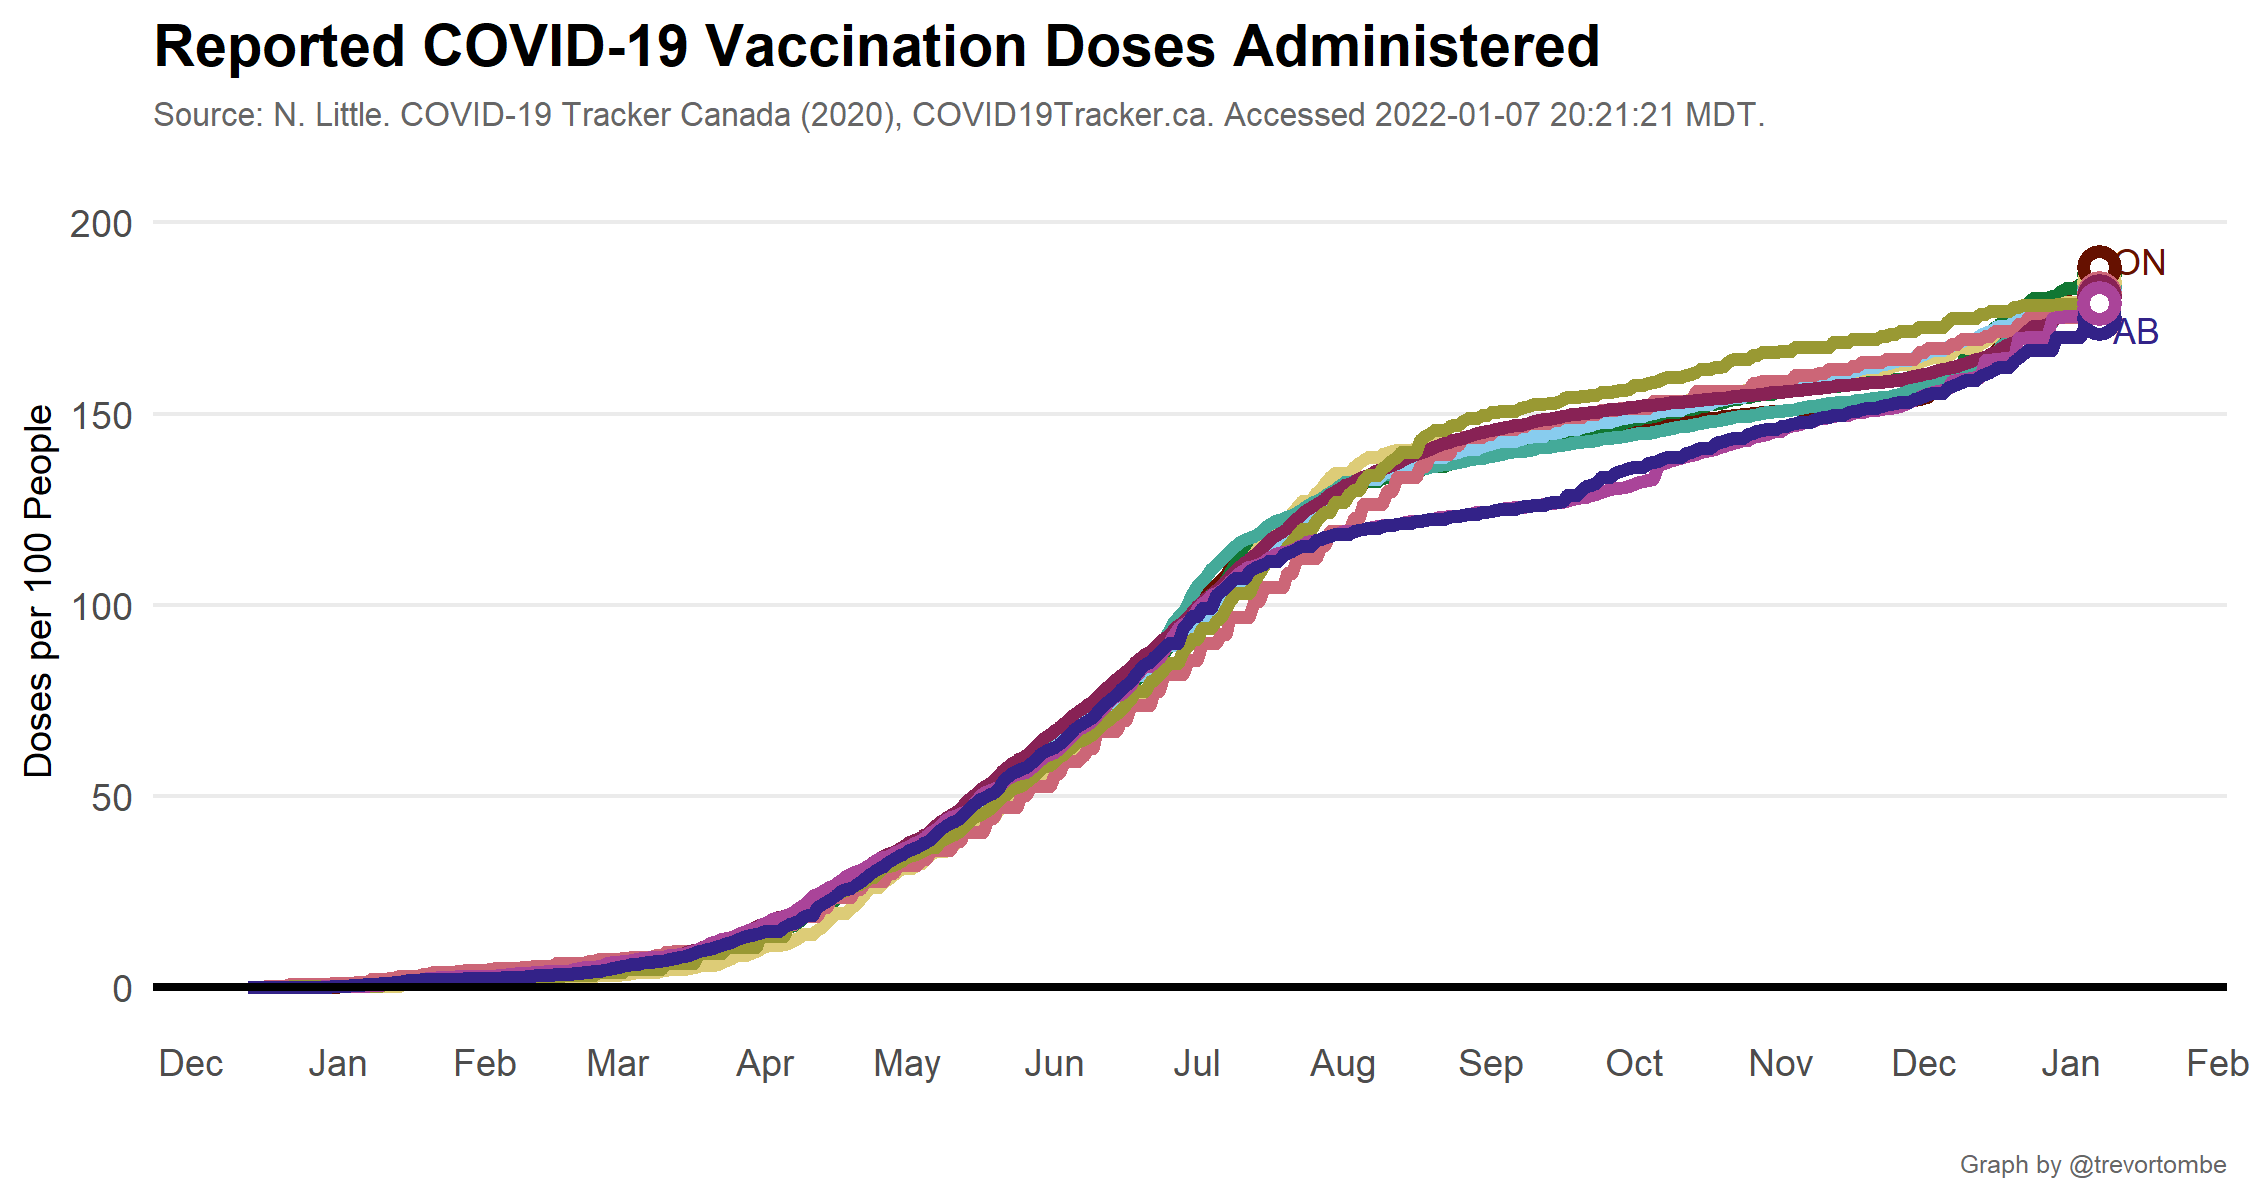 Reported COVID-19 Vaccination Doses Administered
Source: N. Little. COVID-19 Tracker Canada (2020), COVID19Tracker.ca. Accessed 2022-01-07 20:21:21 MDT.
Doses per 100 People
200
150
100
50
0
ON
AB
Dec Jan Feb Mar Apr May Jun Jul Aug Sep Oct Nov Dec Jan Feb
Graph by @trevortombe